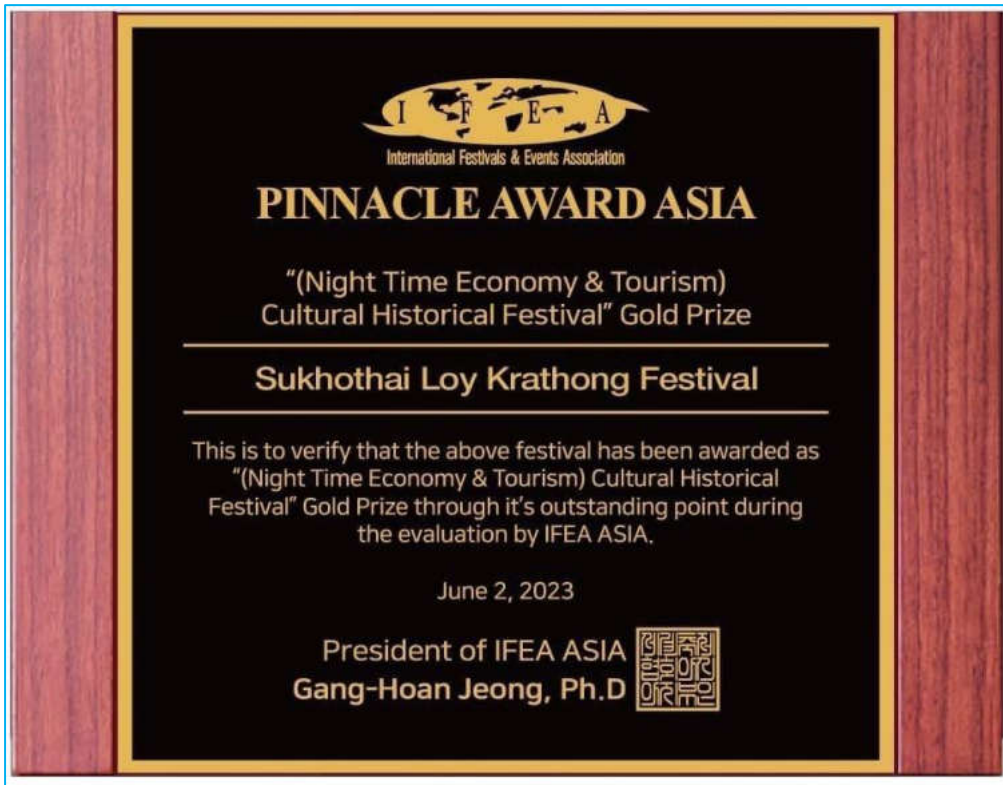 I F E A
International Festivals & Events Association
PINNACLE AWARD ASIA
“(Night Time Economy & Tourism)
Cultural Historical Festival” Gold Prize
Sukhothai Loy Krathong Festival
This is to verify that the above festival has been awarded as
“(Night Time Economy & Tourism) Cultural Historical
Festival” Gold Prize through it's outstanding point during
the evaluation by IFEA ASIA.
June 2, 2023
President of IFEA ASIA
Gang-Hoan Jeong, Ph.D